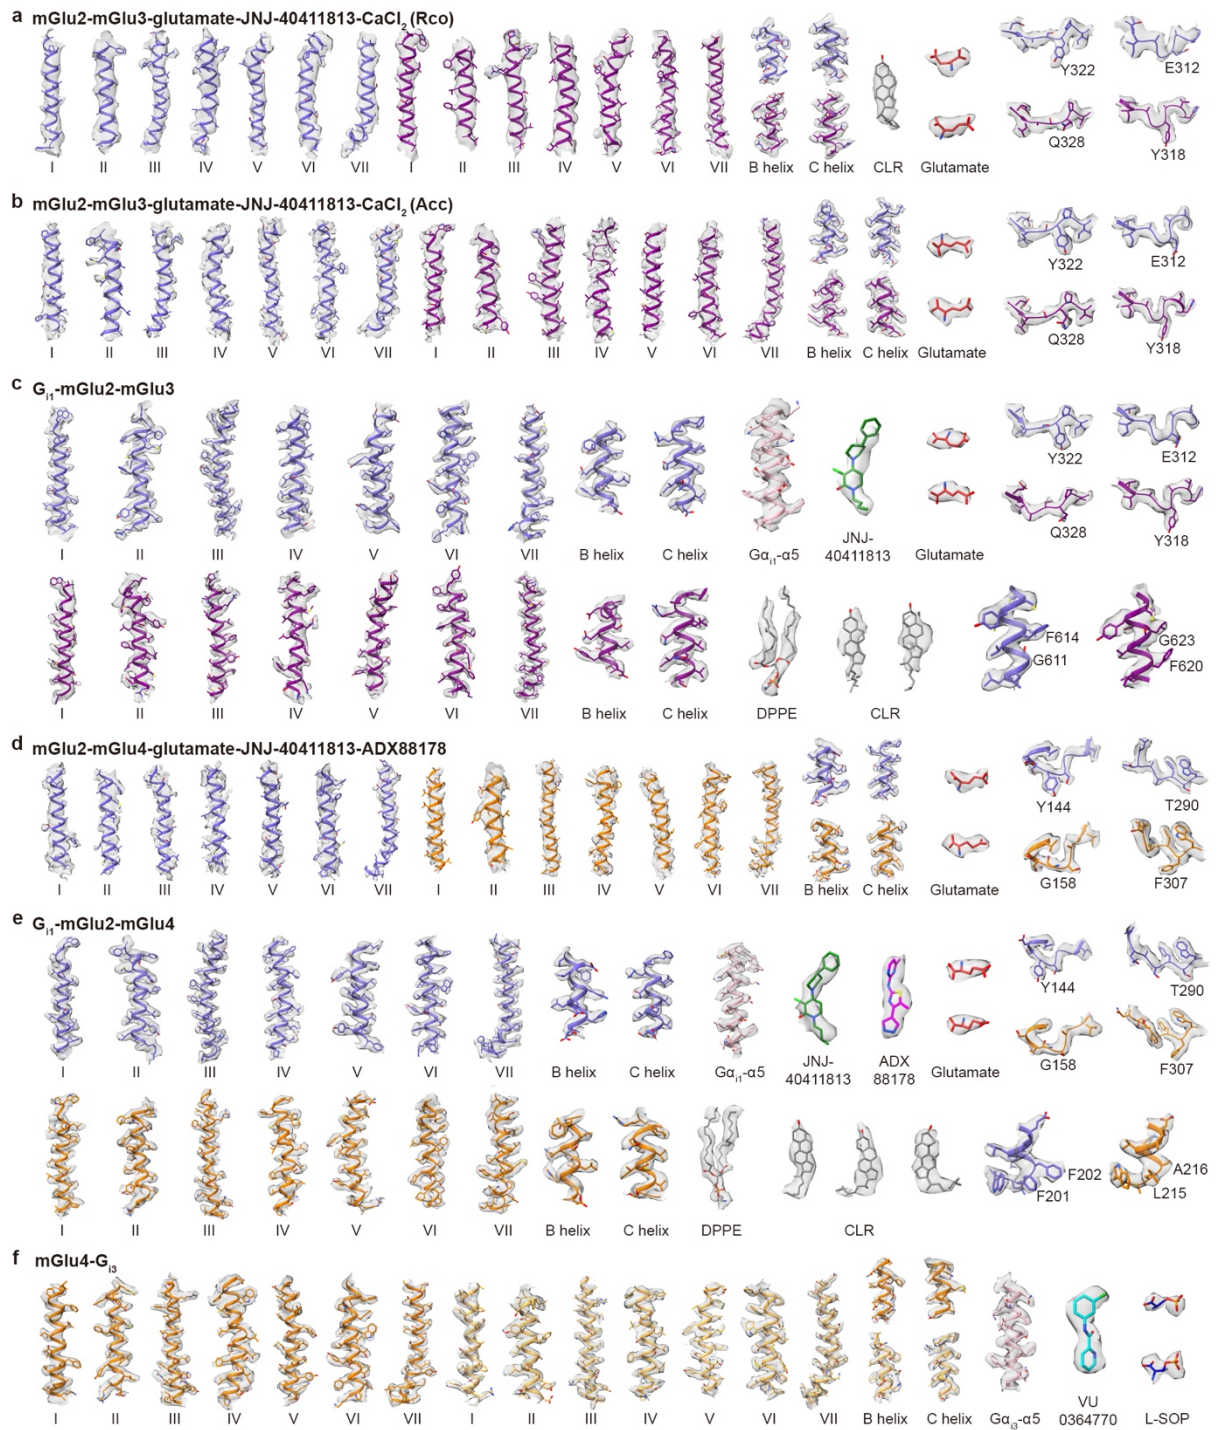 a mGlu2-mGlu3-glutamate-JNJ-40411813-CaCl₂ (Rco)
Y322 E312
Q328
I II III IV V VI VII I II III IV V VI VII B helix C helix CLR Glutamate Y318
b mGlu2-mGlu3-glutamate-JNJ-40411813-CaCl₂ (Acc)
Y322 E312
Q328
I II III IV V VI VII I II III IV V VI VII B helix C helix Glutamate Y318
c Gᵢ₁-mGlu2-mGlu3
Y322 E312
Q328 Y318
I II III IV V VI VII B helix C helix Gαᵢ₁-α5 JNJ- Glutamate
40411813
F614 G623
G611 F620
I II III IV V VI VII B helix C helix DPPE CLR
d mGlu2-mGlu4-glutamate-JNJ-40411813-ADX88178
Y144 T290
I II III IV V VI VII I II III IV V VI VII B helix C helix Glutamate G158 F307
e Gᵢ₁-mGlu2-mGlu4
Y144 T290
I II III IV V VI VII B helix C helix Gαᵢ₁-α5 JNJ- ADX Glutamate G158 F307
40411813 88178
F202 A216
F201 L215
I II III IV V VI VII B helix C helix DPPE CLR
f mGlu4-Gᵢ₃
I II III IV V VI VII I II III IV V VI VII B helix C helix Gαᵢ₃-α5 VU L-SOP
0364770